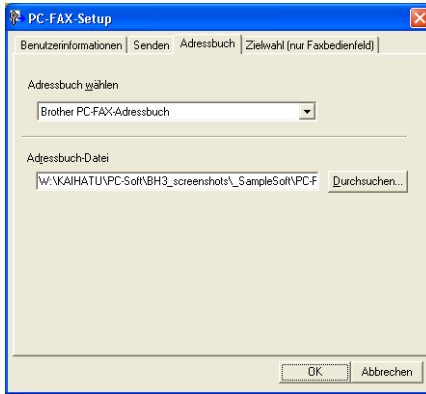 PC-FAX-Setup
Benutzerinformationen Senden Adressbuch Zielwahl (nur Faxbedienfeld)
Adressbuch wählen
Brother PC-FAX-Adressbuch
Adressbuch-Datei
W:\KAIHATU\PC-Soft\BH3_screenshots\_SampleSoft\PC-F Durchsuchen...
OK Abbrechen